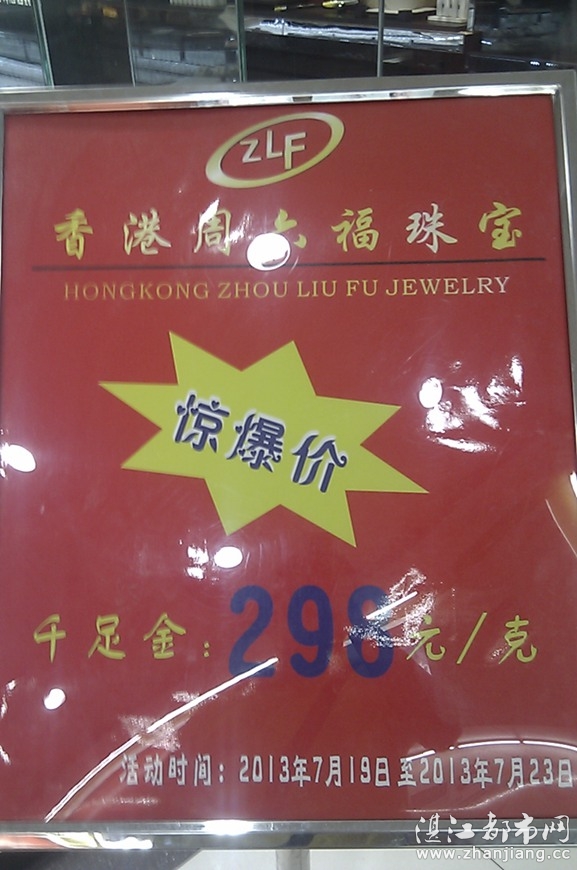 ZLF
香港周六福珠宝
HONGKONG ZHOU LIU FU JEWELRY
惊爆价
千足金：298元/克
活动时间：2013年7月19日至2013年7月23日
湛江都市网
www.zhanjiang.cc